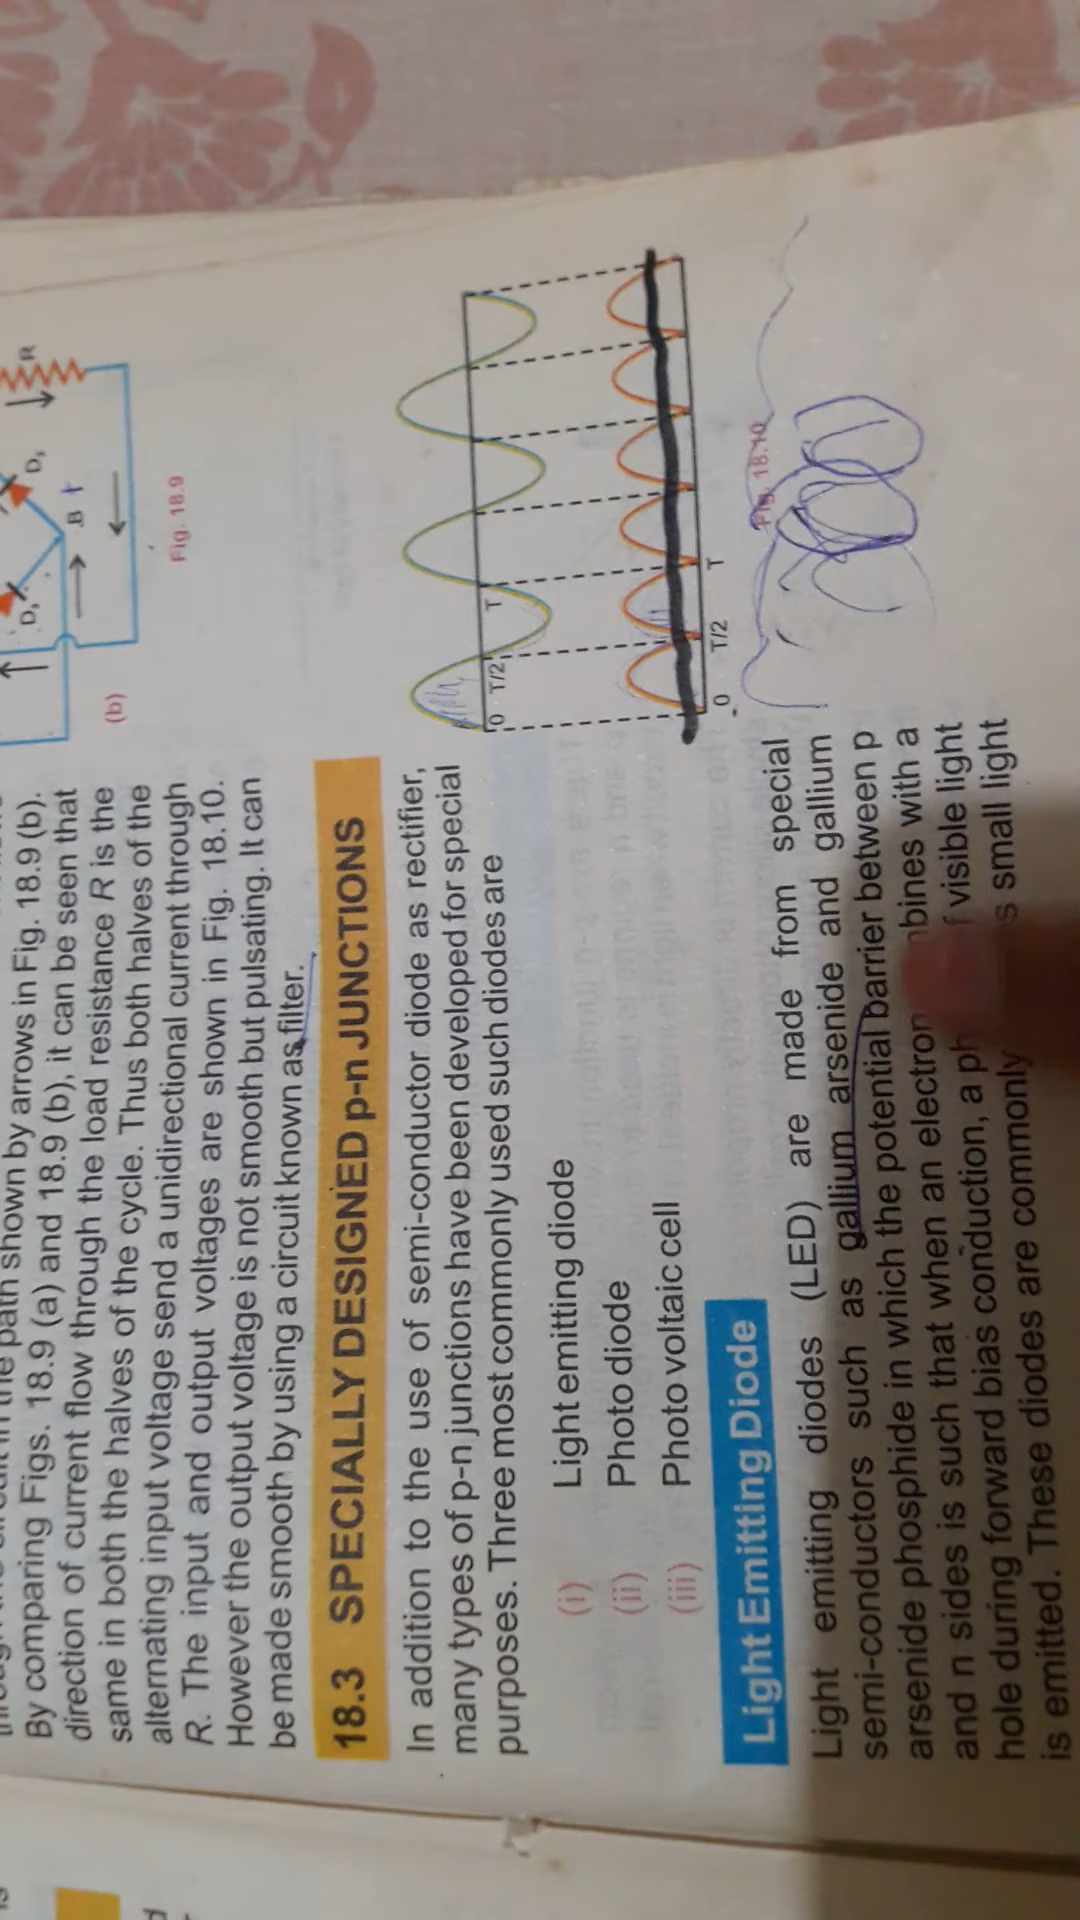 By comparing Figs. 18.9 (a) and 18.9 (b), it can be seen that
direction of current flow through the load resistance R is the
same in both the halves of the cycle. Thus both halves of the
alternating input voltage send a unidirectional current through
R. The input and output voltages are shown in Fig. 18.10.
However the output voltage is not smooth but pulsating. It can
be made smooth by using a circuit known as filter.
R
B
(b)
Fig. 18.9
18.3 SPECIALLY DESIGNED p-n JUNCTIONS
In addition to the use of semi-conductor diode as rectifier,
many types of p-n junctions have been developed for special
purposes. Three most commonly used such diodes are
(i) Light emitting diode
(ii) Photo diode
(iii) Photo voltaic cell
0 T/2 T
0 T/2 T
Fig. 18.10
Light Emitting Diode
Light emitting diodes (LED) are made from special
semi-conductors such as gallium arsenide and gallium
arsenide phosphide in which the potential barrier between p
and n sides is such that when an electron with a
hole during forward bias conduction, a visible light
is emitted. These diodes are commonly small light